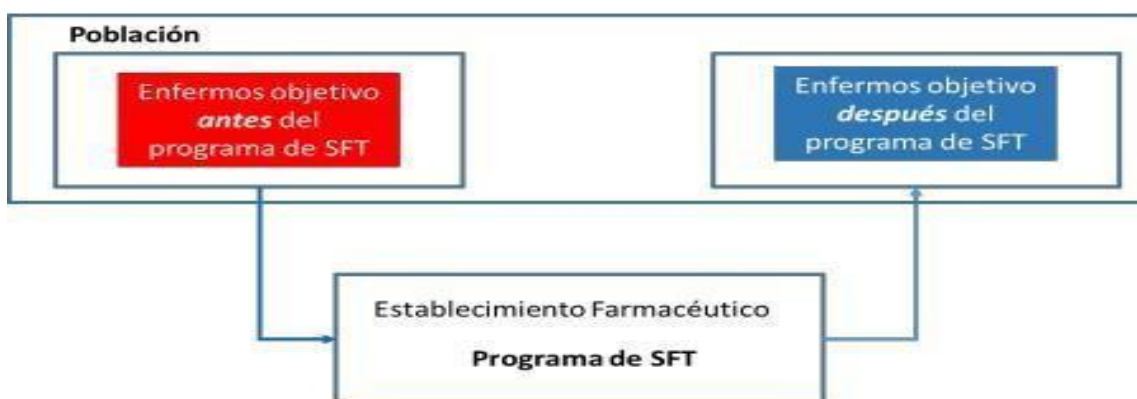 Población
Enfermos objetivo
antes del
programa de SFT
Enfermos objetivo
después del
programa de SFT
Establecimiento Farmacéutico
Programa de SFT